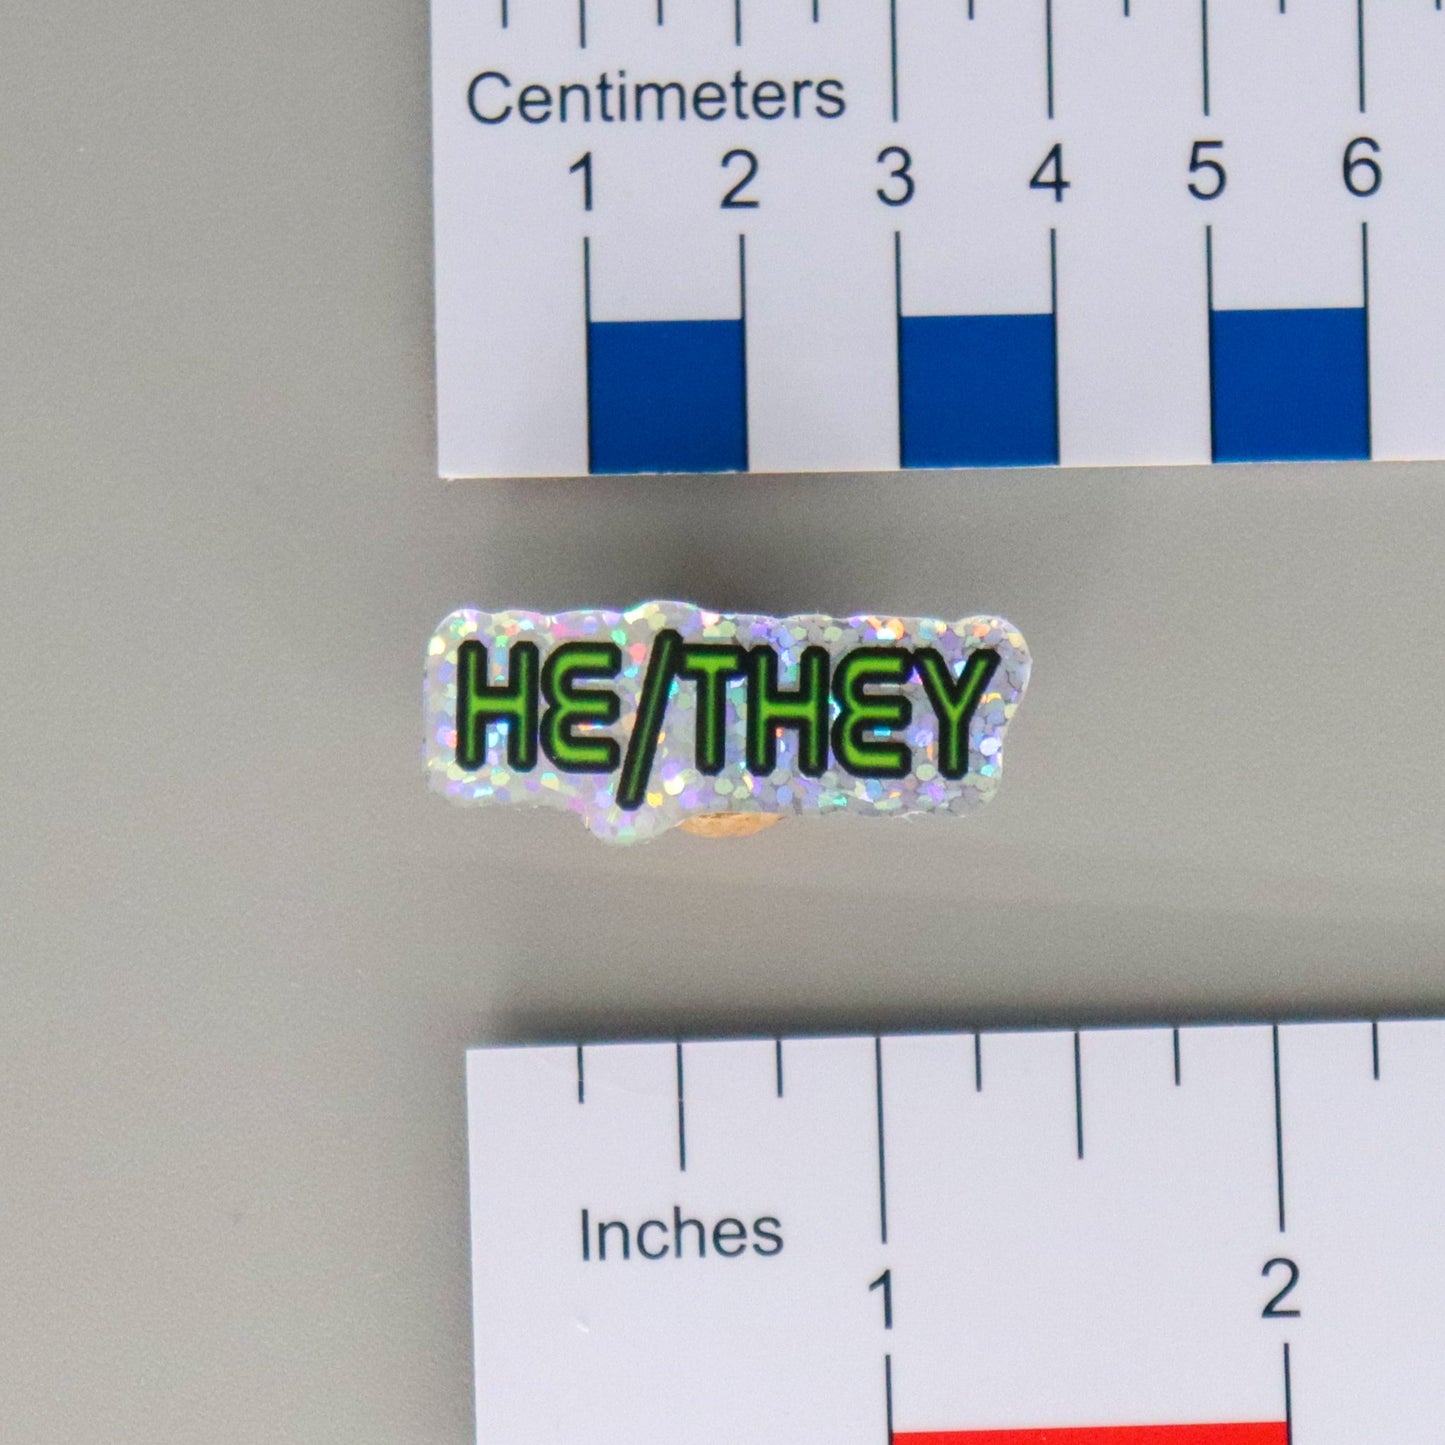 Centimeters
1 2 3 4 5 6
HE/THEY
Inches
1 2